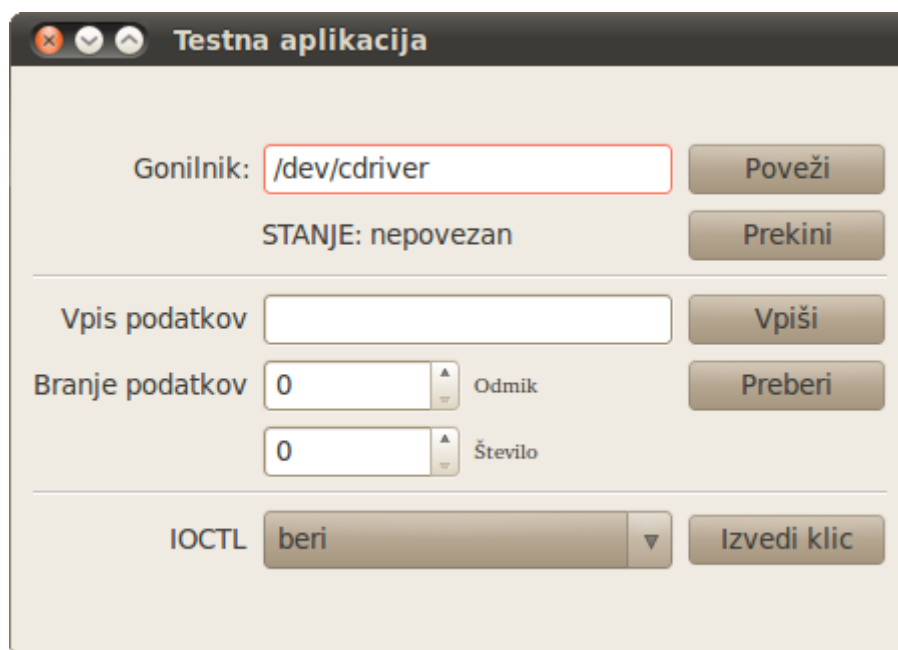 Testna aplikacija
Gonilnik: /dev/cdriver Poveži
STANJE: nepovezan Prekini
Vpis podatkov Vpiši
Branje podatkov 0 Odmik Preberi
0 Število
IOCTL beri Izvedi klic